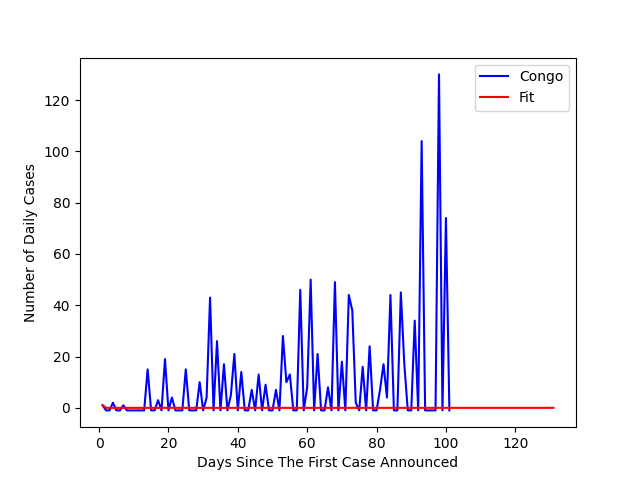 Congo
Fit
Number of Daily Cases
120
100
80
60
40
20
0
0 20 40 60 80 100 120
Days Since The First Case Announced